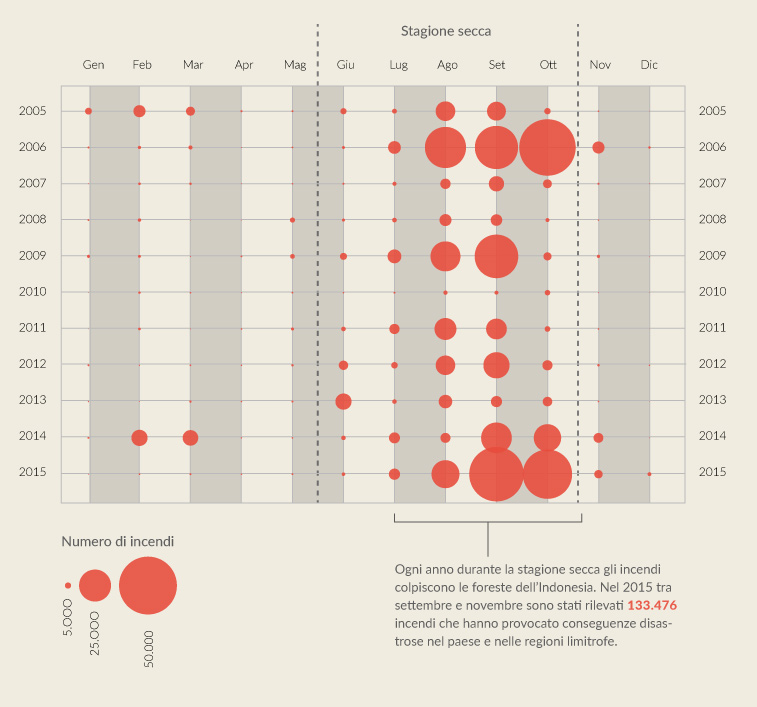 Stagione secca
Gen Feb Mar Apr Mag Giu Lug Ago Set Ott Nov Dic
2005 2005
2006 2006
2007 2007
2008 2008
2009 2009
2010 2010
2011 2011
2012 2012
2013 2013
2014 2014
2015 2015
Numero di incendi
5.000
25.000
50.000
Ogni anno durante la stagione secca gli incendi
colpiscono le foreste dell'Indonesia. Nel 2015 tra
settembre e novembre sono stati rilevati 133.476
incendi che hanno provocato conseguenze disas-
trose nel paese e nelle regioni limitrofe.